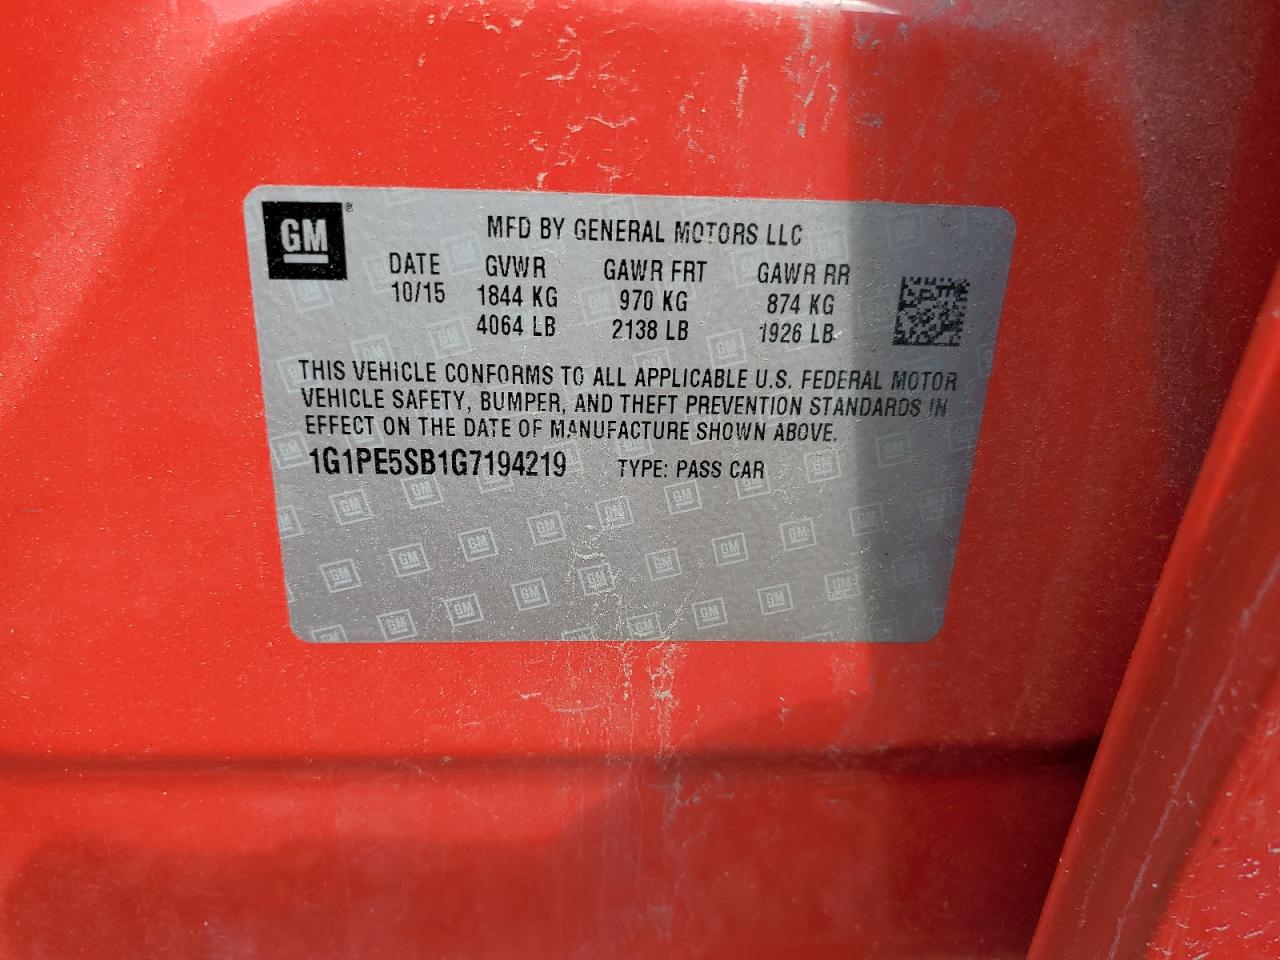 GM®
MFD BY GENERAL MOTORS LLC
DATE GVWR GAWR FRT GAWR RR
10/15 1844 KG 970 KG 874 KG
4064 LB 2138 LB 1926 LB
THIS VEHICLE CONFORMS TO ALL APPLICABLE U.S. FEDERAL MOTOR
VEHICLE SAFETY, BUMPER, AND THEFT PREVENTION STANDARDS IN
EFFECT ON THE DATE OF MANUFACTURE SHOWN ABOVE.
1G1PE5SB1G7194219 TYPE: PASS CAR